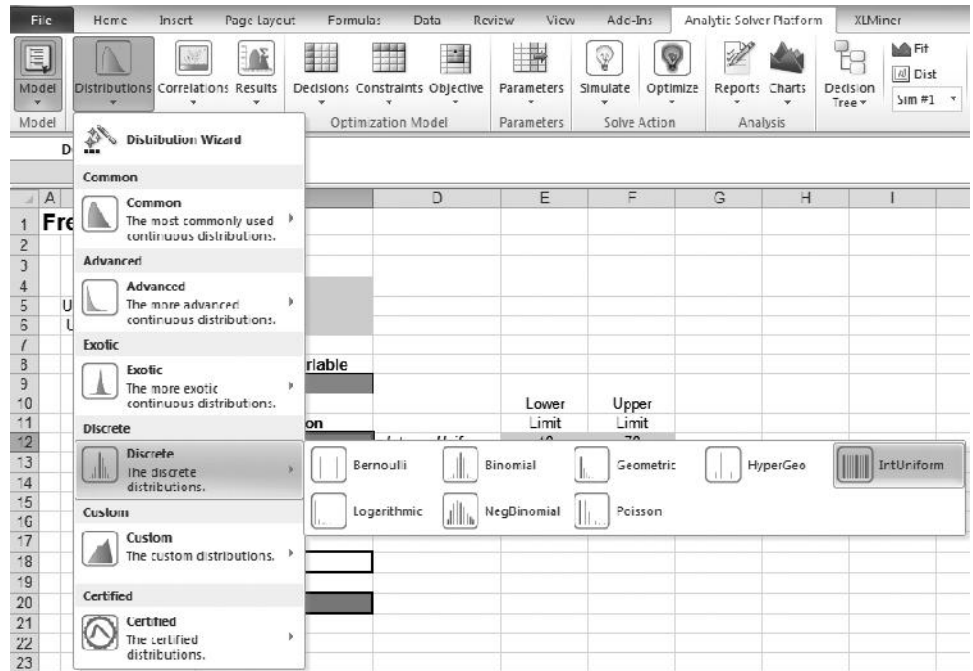 File Home Insert Page Layout Formulas Data Review View Add-Ins Analytic Solver Platform XLMiner
Model Distributions Correlations Results Decisions Constraints Objective Parameters Simulate Optimize Reports Charts Decision Tree Fit Dist Sim #1
Model Optimization Model Parameters Solve Action Analysis
Distribution Wizard
Common
Common
The most commonly used
continuous distributions.
Advanced
Advanced
The more advanced
continuous distributions.
Exotic
Exotic
The more exotic
continuous distributions.
Discrete
Discrete
The discrete
distributions.
Custom
Custom
The custom distributions.
Certified
Certified
The certified
distributions.
Bernoulli Binomial Geometric HyperGeo IntUniform
Logarithmic NegBinomial Poisson
A D E F G H I
1 Fre
2
3
4
5 U
6 U
7
8 riable
9
10 Lower Upper
11 on Limit Limit
12
13
14
15
16
17
18
19
20
21
22
23